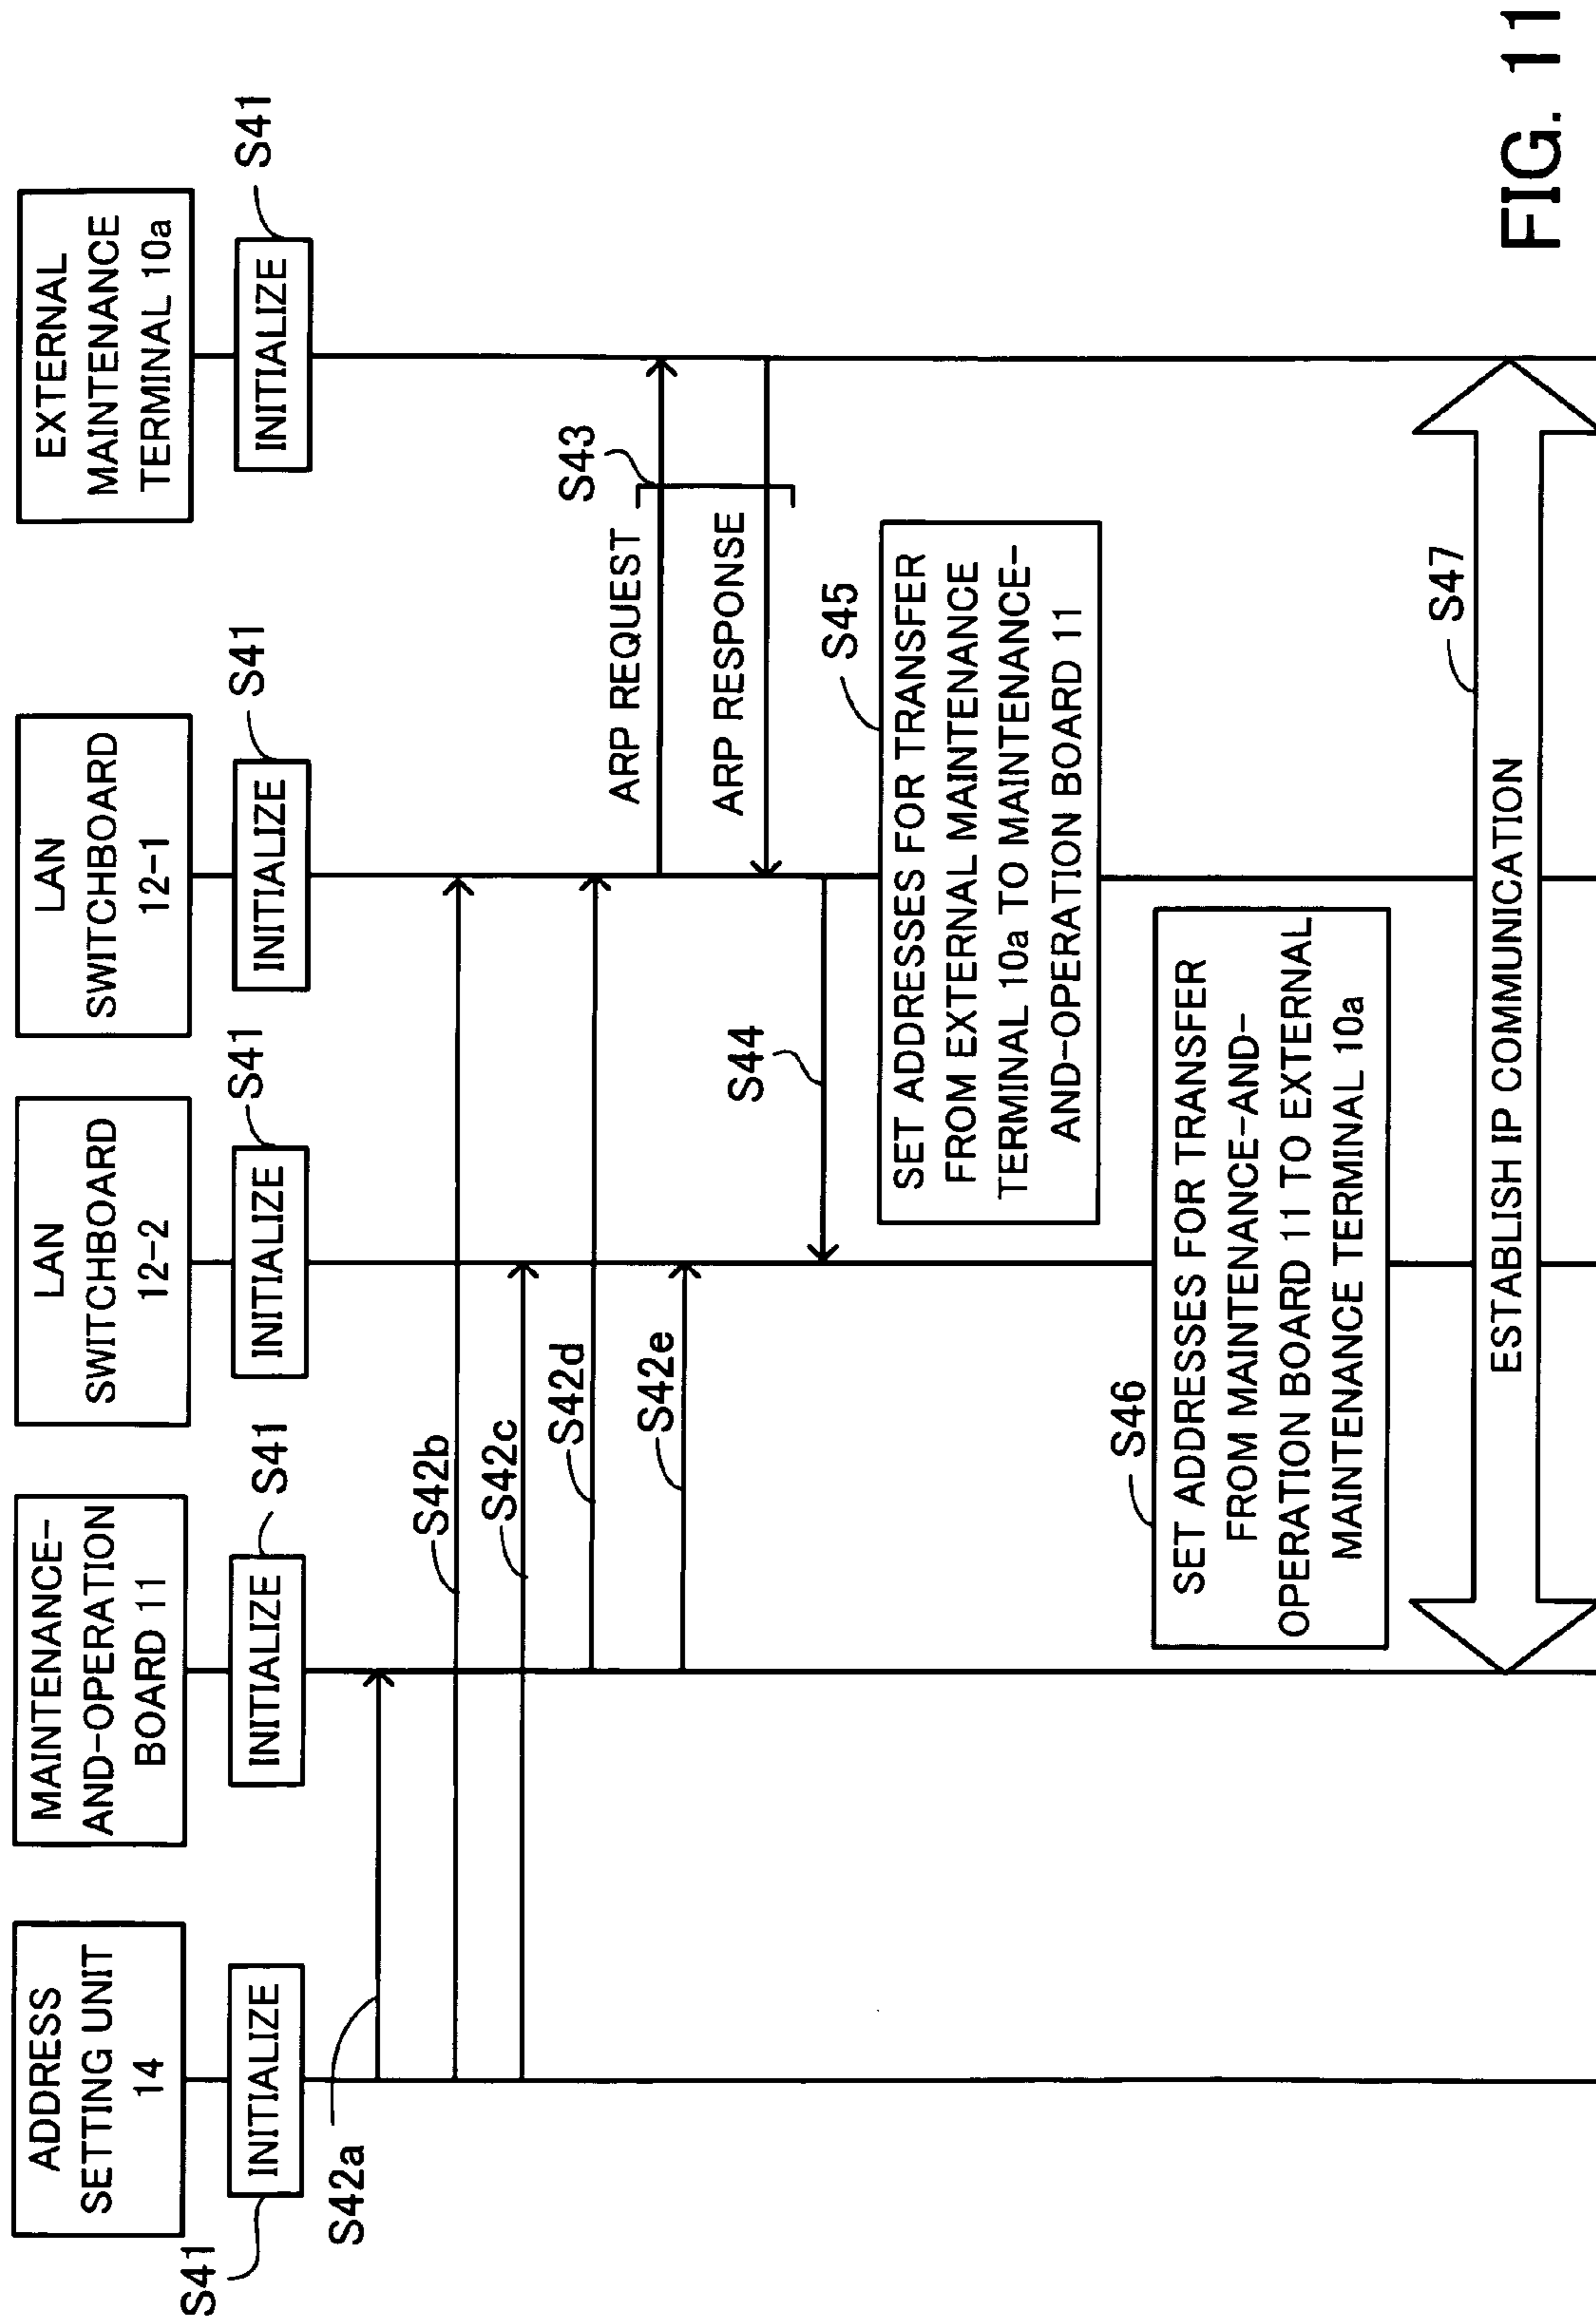 ADDRESS
SETTING UNIT
14
MAINTENANCE-
AND-OPERATION
BOARD 11
LAN
SWITCHBOARD
12-2
LAN
SWITCHBOARD
12-1
EXTERNAL
MAINTENANCE
TERMINAL 10a
S41
INITIALIZE
INITIALIZE
S41
INITIALIZE
S41
INITIALIZE
S41
INITIALIZE
S41
S42a
S42b
S42c
S42d
S42e
ARP REQUEST
S43
ARP RESPONSE
S44
S45
SET ADDRESSES FOR TRANSFER
FROM EXTERNAL MAINTENANCE
TERMINAL 10a TO MAINTENANCE-
AND-OPERATION BOARD 11
S46
SET ADDRESSES FOR TRANSFER
FROM MAINTENANCE-AND-
OPERATION BOARD 11 TO EXTERNAL
MAINTENANCE TERMINAL 10a
S47
ESTABLISH IP COMMUNICATION
FIG. 11